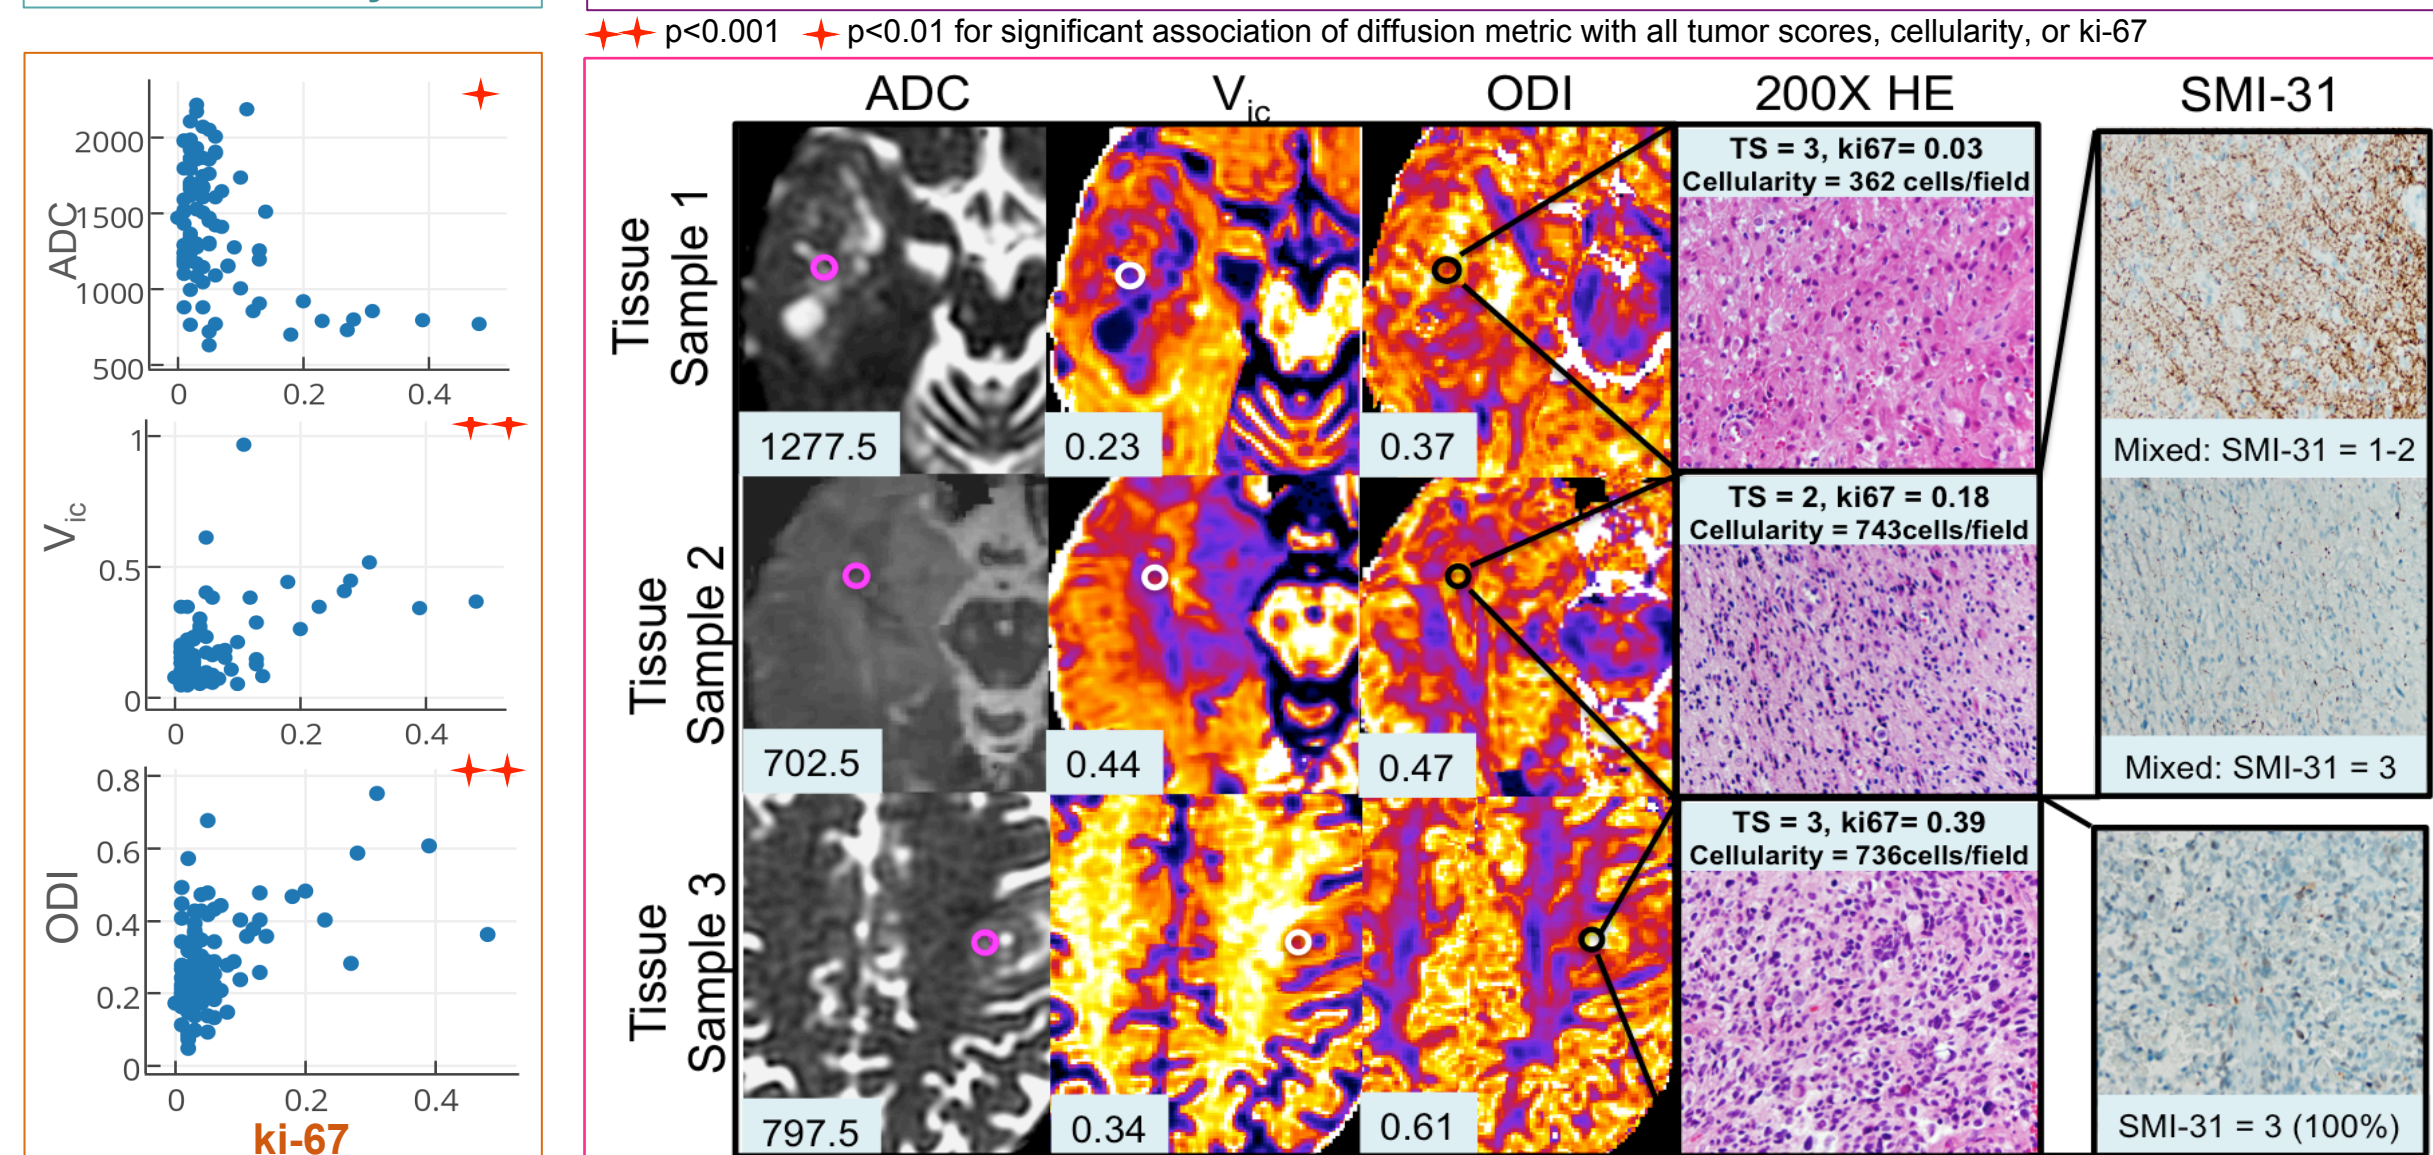 p<0.001 p<0.01 for significant association of diffusion metric with all tumor scores, cellularity, or ki-67
ADC
2000
1500
1000
500
0 0.2 0.4
Vic
1
0.5
0
0 0.2 0.4
ODI
0.8
0.6
0.4
0.2
0
0 0.2 0.4
ki-67
ADC Vic ODI 200X HE SMI-31
Tissue
Sample 1
1277.5
0.23
0.37
TS = 3, ki67= 0.03
Cellularity = 362 cells/field
Mixed: SMI-31 = 1-2
Tissue
Sample 2
702.5
0.44
0.47
TS = 2, ki67 = 0.18
Cellularity = 743cells/field
Mixed: SMI-31 = 3
Tissue
Sample 3
797.5
0.34
0.61
TS = 3, ki67= 0.39
Cellularity = 736cells/field
SMI-31 = 3 (100%)